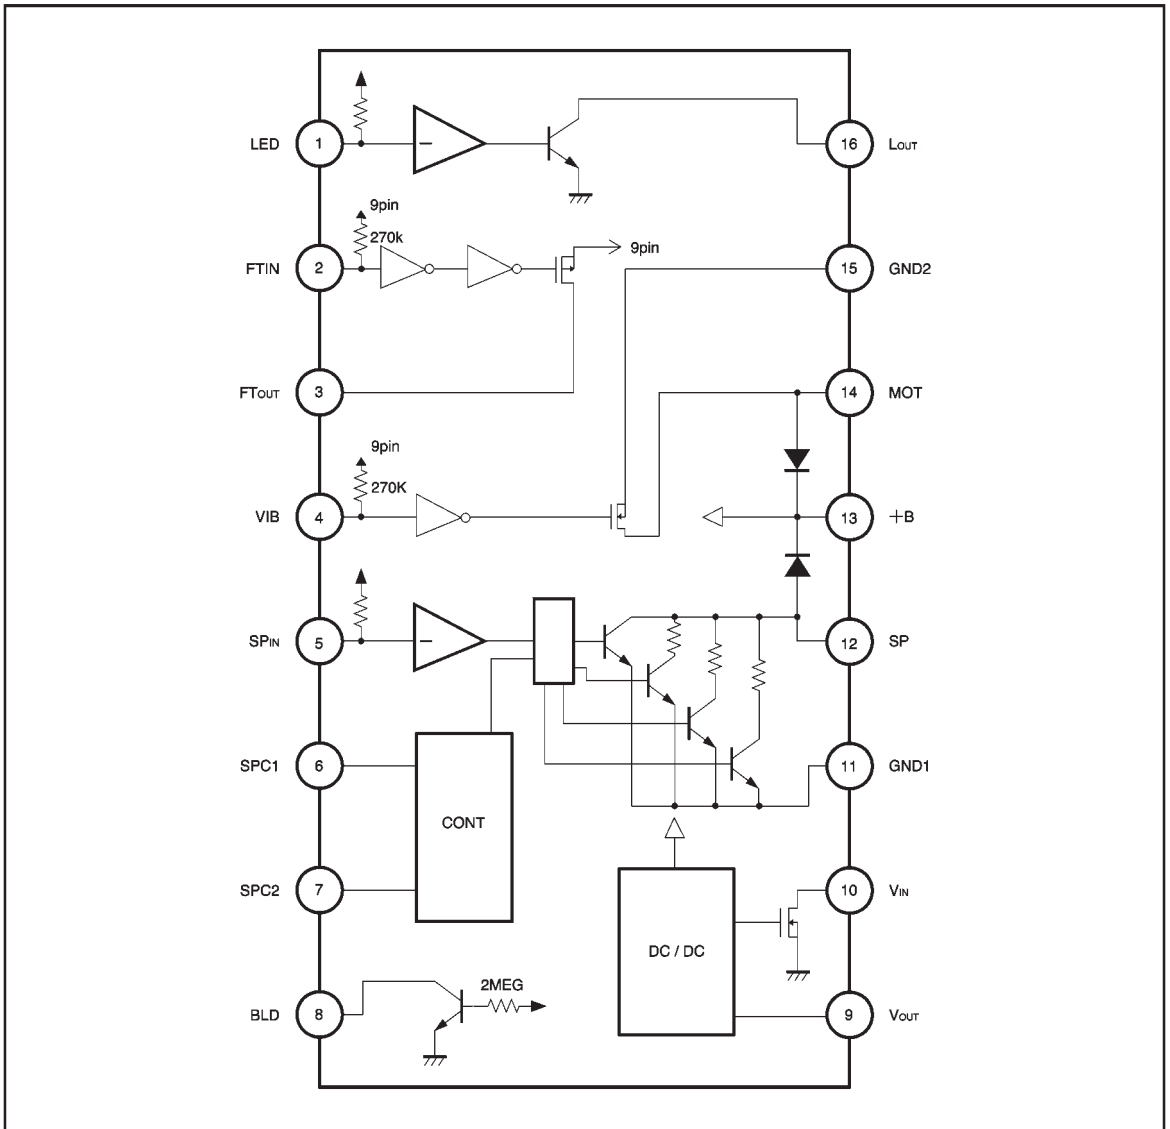 LED 1 16 LOUT
9pin
270k
9pin
FTIN 2 15 GND2
FTOUT 3 14 MOT
9pin
270K
VIB 4 13 +B
SPIN 5 12 SP
SPC1 6 11 GND1
CONT
SPC2 7 10 VIN
DC / DC
2MEG
BLD 8 9 VOUT